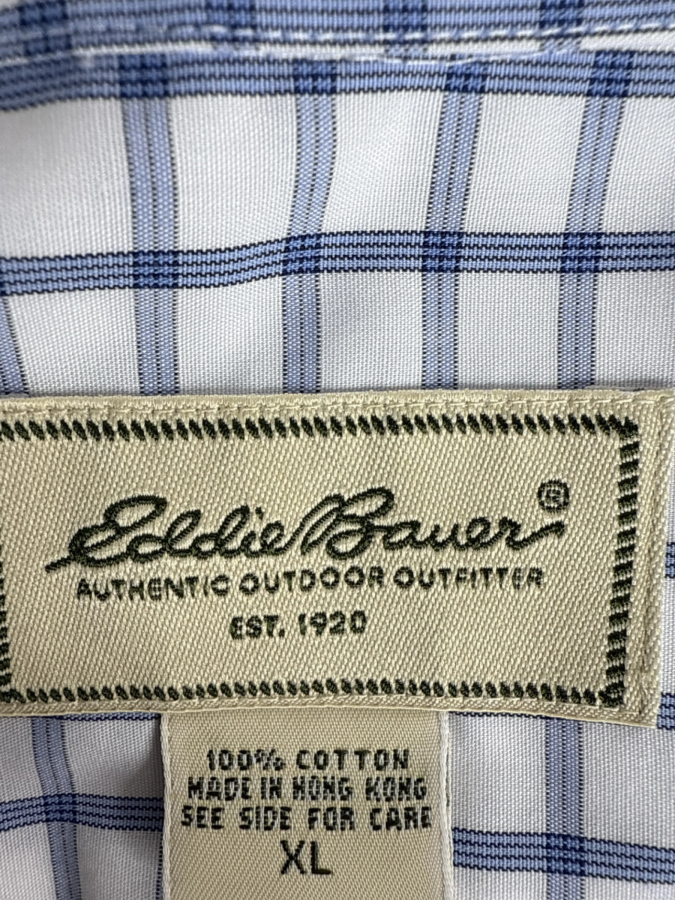 Eddie Bauer®
AUTHENTIC OUTDOOR OUTFITTER
EST. 1920
100% COTTON
MADE IN HONG KONG
SEE SIDE FOR CARE
XL